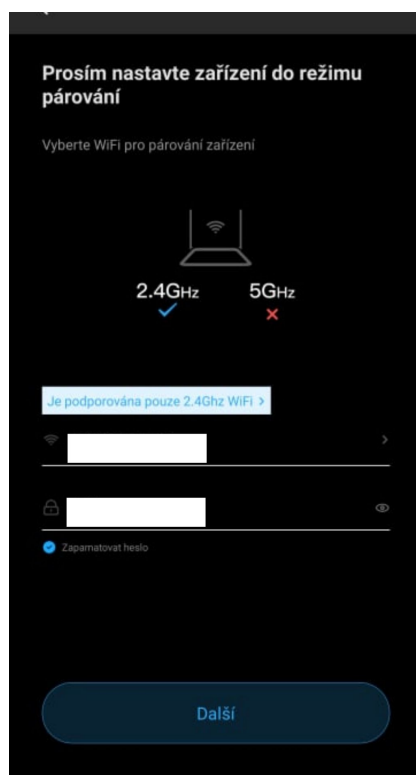 Prosím nastavte zařízení do režimu
párování
Vyberte WiFi pro párování zařízení
2.4GHz 5GHz
Je podporována pouze 2.4Ghz WiFi >
Zapamatovat heslo
Další